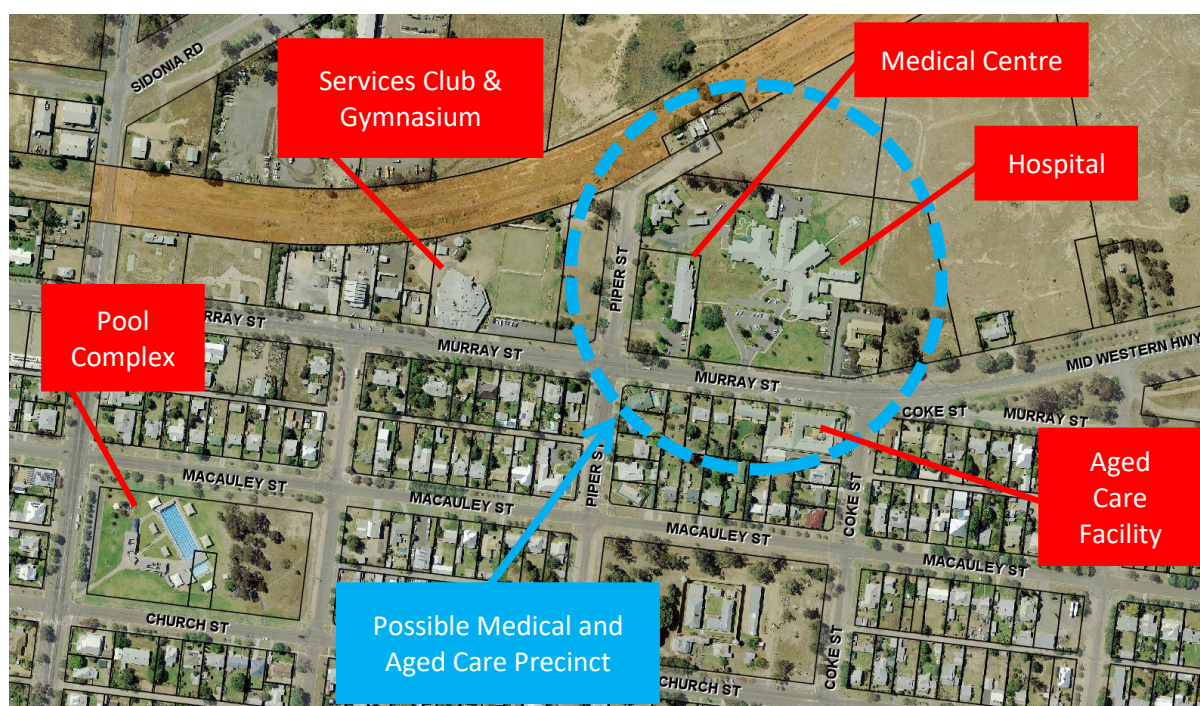 SIDONIA RD
Services Club &
Gymnasium
Medical Centre
Hospital
PIPER ST
Pool
Complex
RRAY ST
MURRAY ST
MURRAY ST
MID WESTERN HWY
COKE ST
MURRAY ST
Aged
Care
Facility
MACAULEY ST
MACAULEY ST
PIPER S
MACAULEY ST
COKE ST
MACAULEY ST
CHURCH ST
Possible Medical and
Aged Care Precinct
COKE ST
CHURCH ST